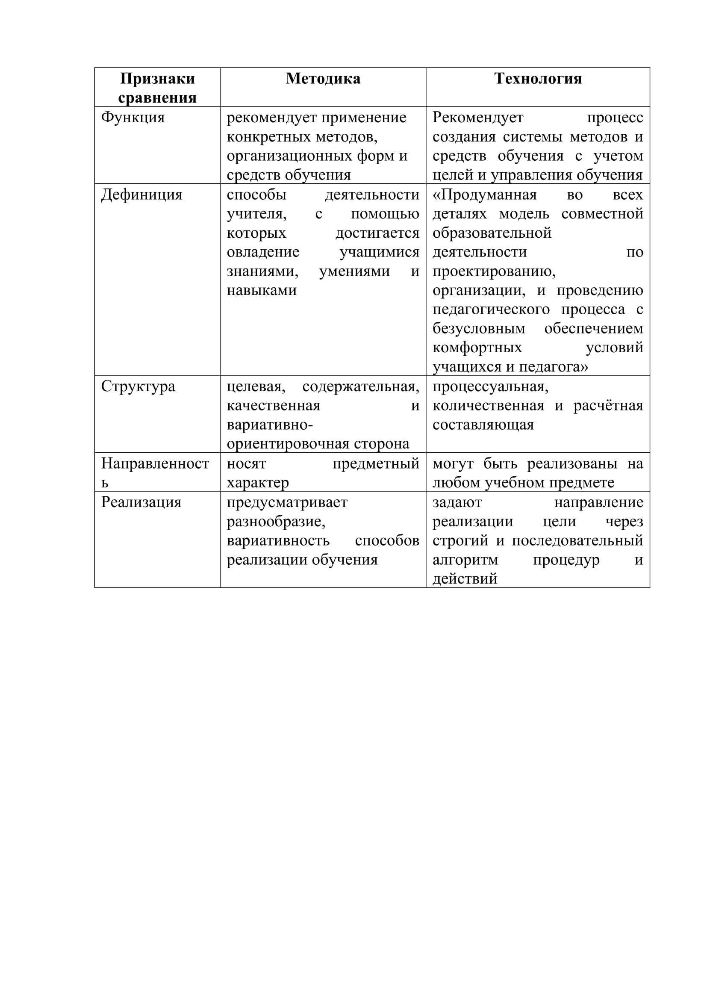 Признаки
сравнения
Методика
Технология
Функция
рекомендует применение
конкретных методов,
организационных форм и
средств обучения
Рекомендует процесс
создания системы методов и
средств обучения с учетом
целей и управления обучения
Дефиниция
способы деятельности
учителя, с помощью
которых достигается
овладение учащимися
знаниями, умениями и
навыками
«Продуманная во всех
деталях модель совместной
образовательной
деятельности по
проектированию,
организации, и проведению
педагогического процесса с
безусловным обеспечением
комфортных условий
учащихся и педагога»
Структура
целевая, содержательная,
качественная и
вариативно-
ориентировочная сторона
процессуальная,
количественная и расчётная
составляющая
Направленност
ь
носят предметный
характер
могут быть реализованы на
любом учебном предмете
Реализация
предусматривает
разнообразие,
вариативность способов
реализации обучения
задают направление
реализации цели через
строгий и последовательный
алгоритм процедур и
действий